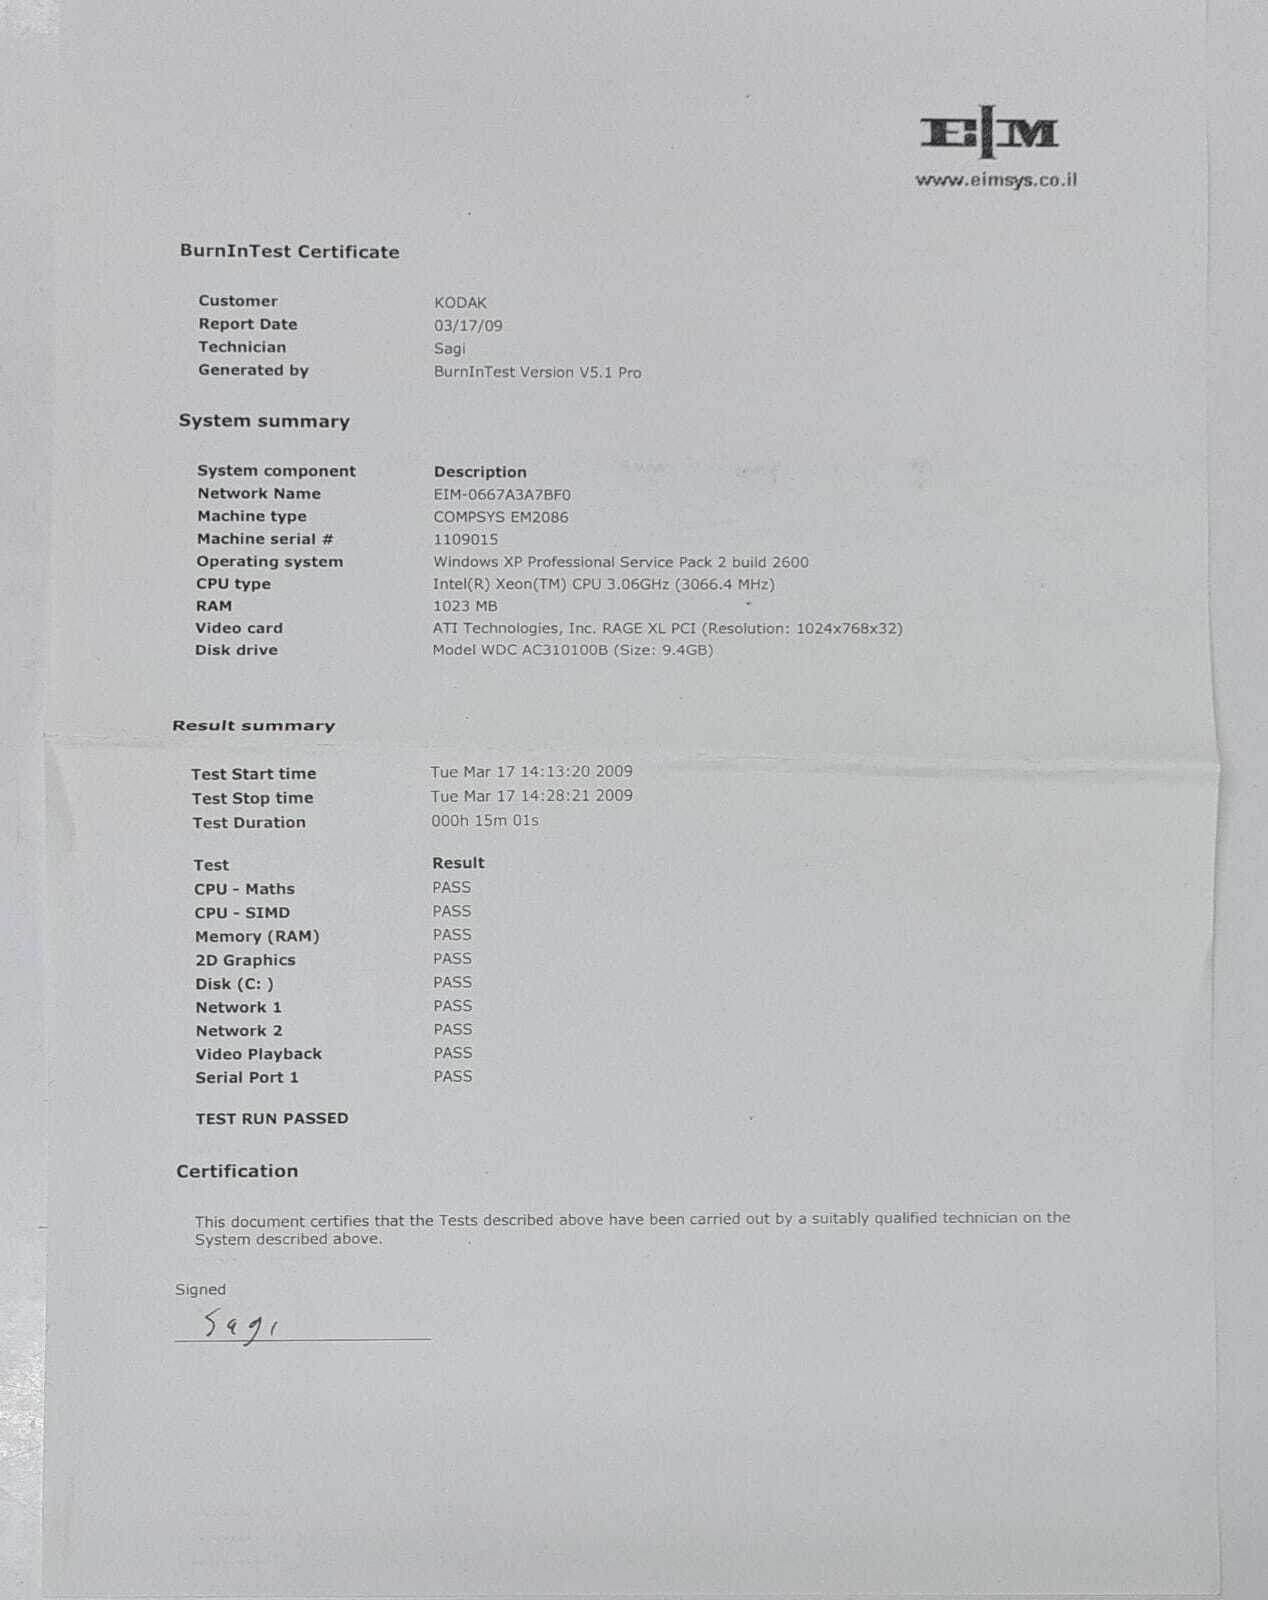 E|M
www.eimsys.co.il
BurnInTest Certificate
Customer KODAK
Report Date 03/17/09
Technician Sagi
Generated by BurnInTest Version V5.1 Pro
System summary
System component Description
Network Name EIM-0667A3A7BF0
Machine type COMPSYS EM2086
Machine serial # 1109015
Operating system Windows XP Professional Service Pack 2 build 2600
CPU type Intel(R) Xeon(TM) CPU 3.06GHz (3066.4 MHz)
RAM 1023 MB
Video card ATI Technologies, Inc. RAGE XL PCI (Resolution: 1024x768x32)
Disk drive Model WDC AC310100B (Size: 9.4GB)
Result summary
Test Start time Tue Mar 17 14:13:20 2009
Test Stop time Tue Mar 17 14:28:21 2009
Test Duration 000h 15m 01s
Test Result
CPU - Maths PASS
CPU - SIMD PASS
Memory (RAM) PASS
2D Graphics PASS
Disk (C: ) PASS
Network 1 PASS
Network 2 PASS
Video Playback PASS
Serial Port 1 PASS
TEST RUN PASSED
Certification
This document certifies that the Tests described above have been carried out by a suitably qualified technician on the
System described above.
Signed
Sagi